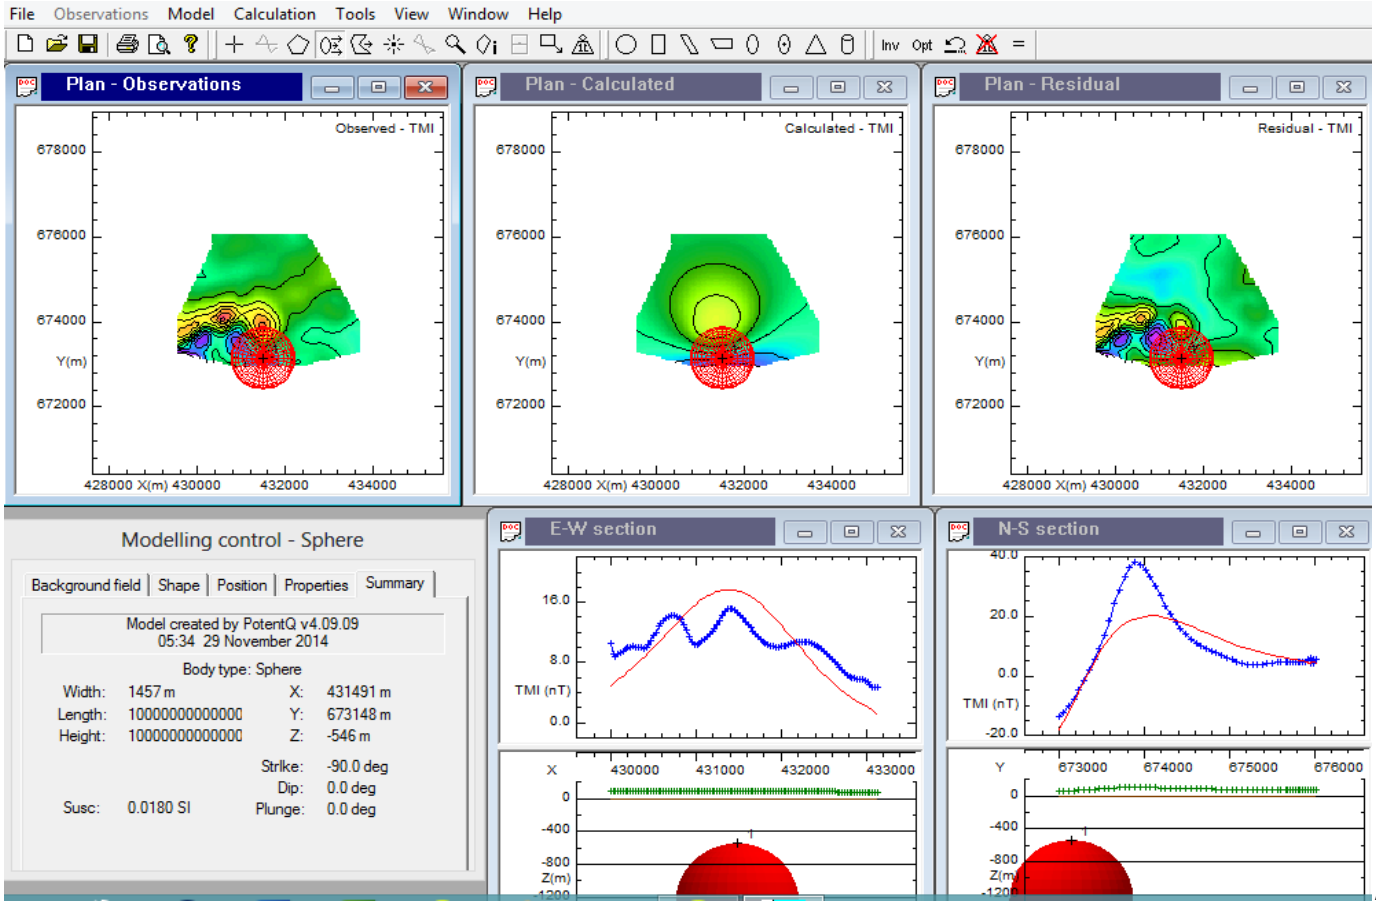 File Observations Model Calculation Tools View Window Help
Inv Opt
Plan - Observations
Observed - TMI
678000
676000
674000
Y(m)
672000
428000 X(m) 430000 432000 434000
Plan - Calculated
Calculated - TMI
678000
676000
674000
Y(m)
672000
428000 X(m) 430000 432000 434000
Plan - Residual
Residual - TMI
678000
676000
674000
Y(m)
672000
428000 X(m) 430000 432000 434000
Modelling control - Sphere
Background field Shape Position Properties Summary
Model created by PotentQ v4.09.09
05:34 29 November 2014
Body type: Sphere
Width: 1457 m X: 431491 m
Length: 10000000000000 Y: 673148 m
Height: 10000000000000 Z: -546 m
Strike: -90.0 deg
Dip: 0.0 deg
Susc: 0.0180 SI Plunge: 0.0 deg
E-W section
16.0
8.0
TMI (nT)
0.0
X 430000 431000 432000 433000
0
-400
1
-800
Z(m)
-1200
N-S section
40.0
20.0
0.0
TMI (nT)
-20.0
Y 673000 674000 675000 676000
0
-400
1
-800
Z(m
-1200